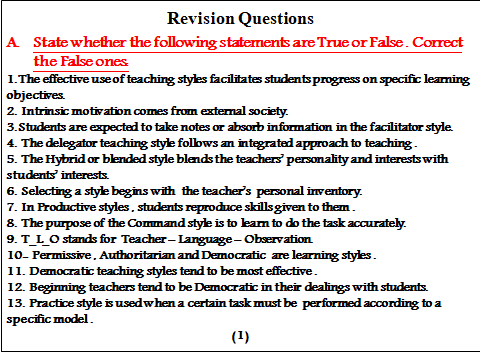 Revision Questions
A. State whether the following statements are True or False . Correct
the False ones.
1.The effective use of teaching styles facilitates students progress on specific learning
objectives.
2. Intrinsic motivation comes from external society.
3.Students are expected to take notes or absorb information in the facilitator style.
4. The delegator teaching style follows an integrated approach to teaching .
5. The Hybrid or blended style blends the teachers' personality and interests with
students' interests.
6. Selecting a style begins with the teacher's personal inventory.
7. In Productive styles , students reproduce skills given to them .
8. The purpose of the Command style is to learn to do the task accurately.
9. T_L_O stands for Teacher – Language – Observation.
10- Permissive , Authoritarian and Democratic are learning styles .
11. Democratic teaching styles tend to be most effective .
12. Beginning teachers tend to be Democratic in their dealings with students.
13. Practice style is used when a certain task must be performed according to a
specific model .
(1)